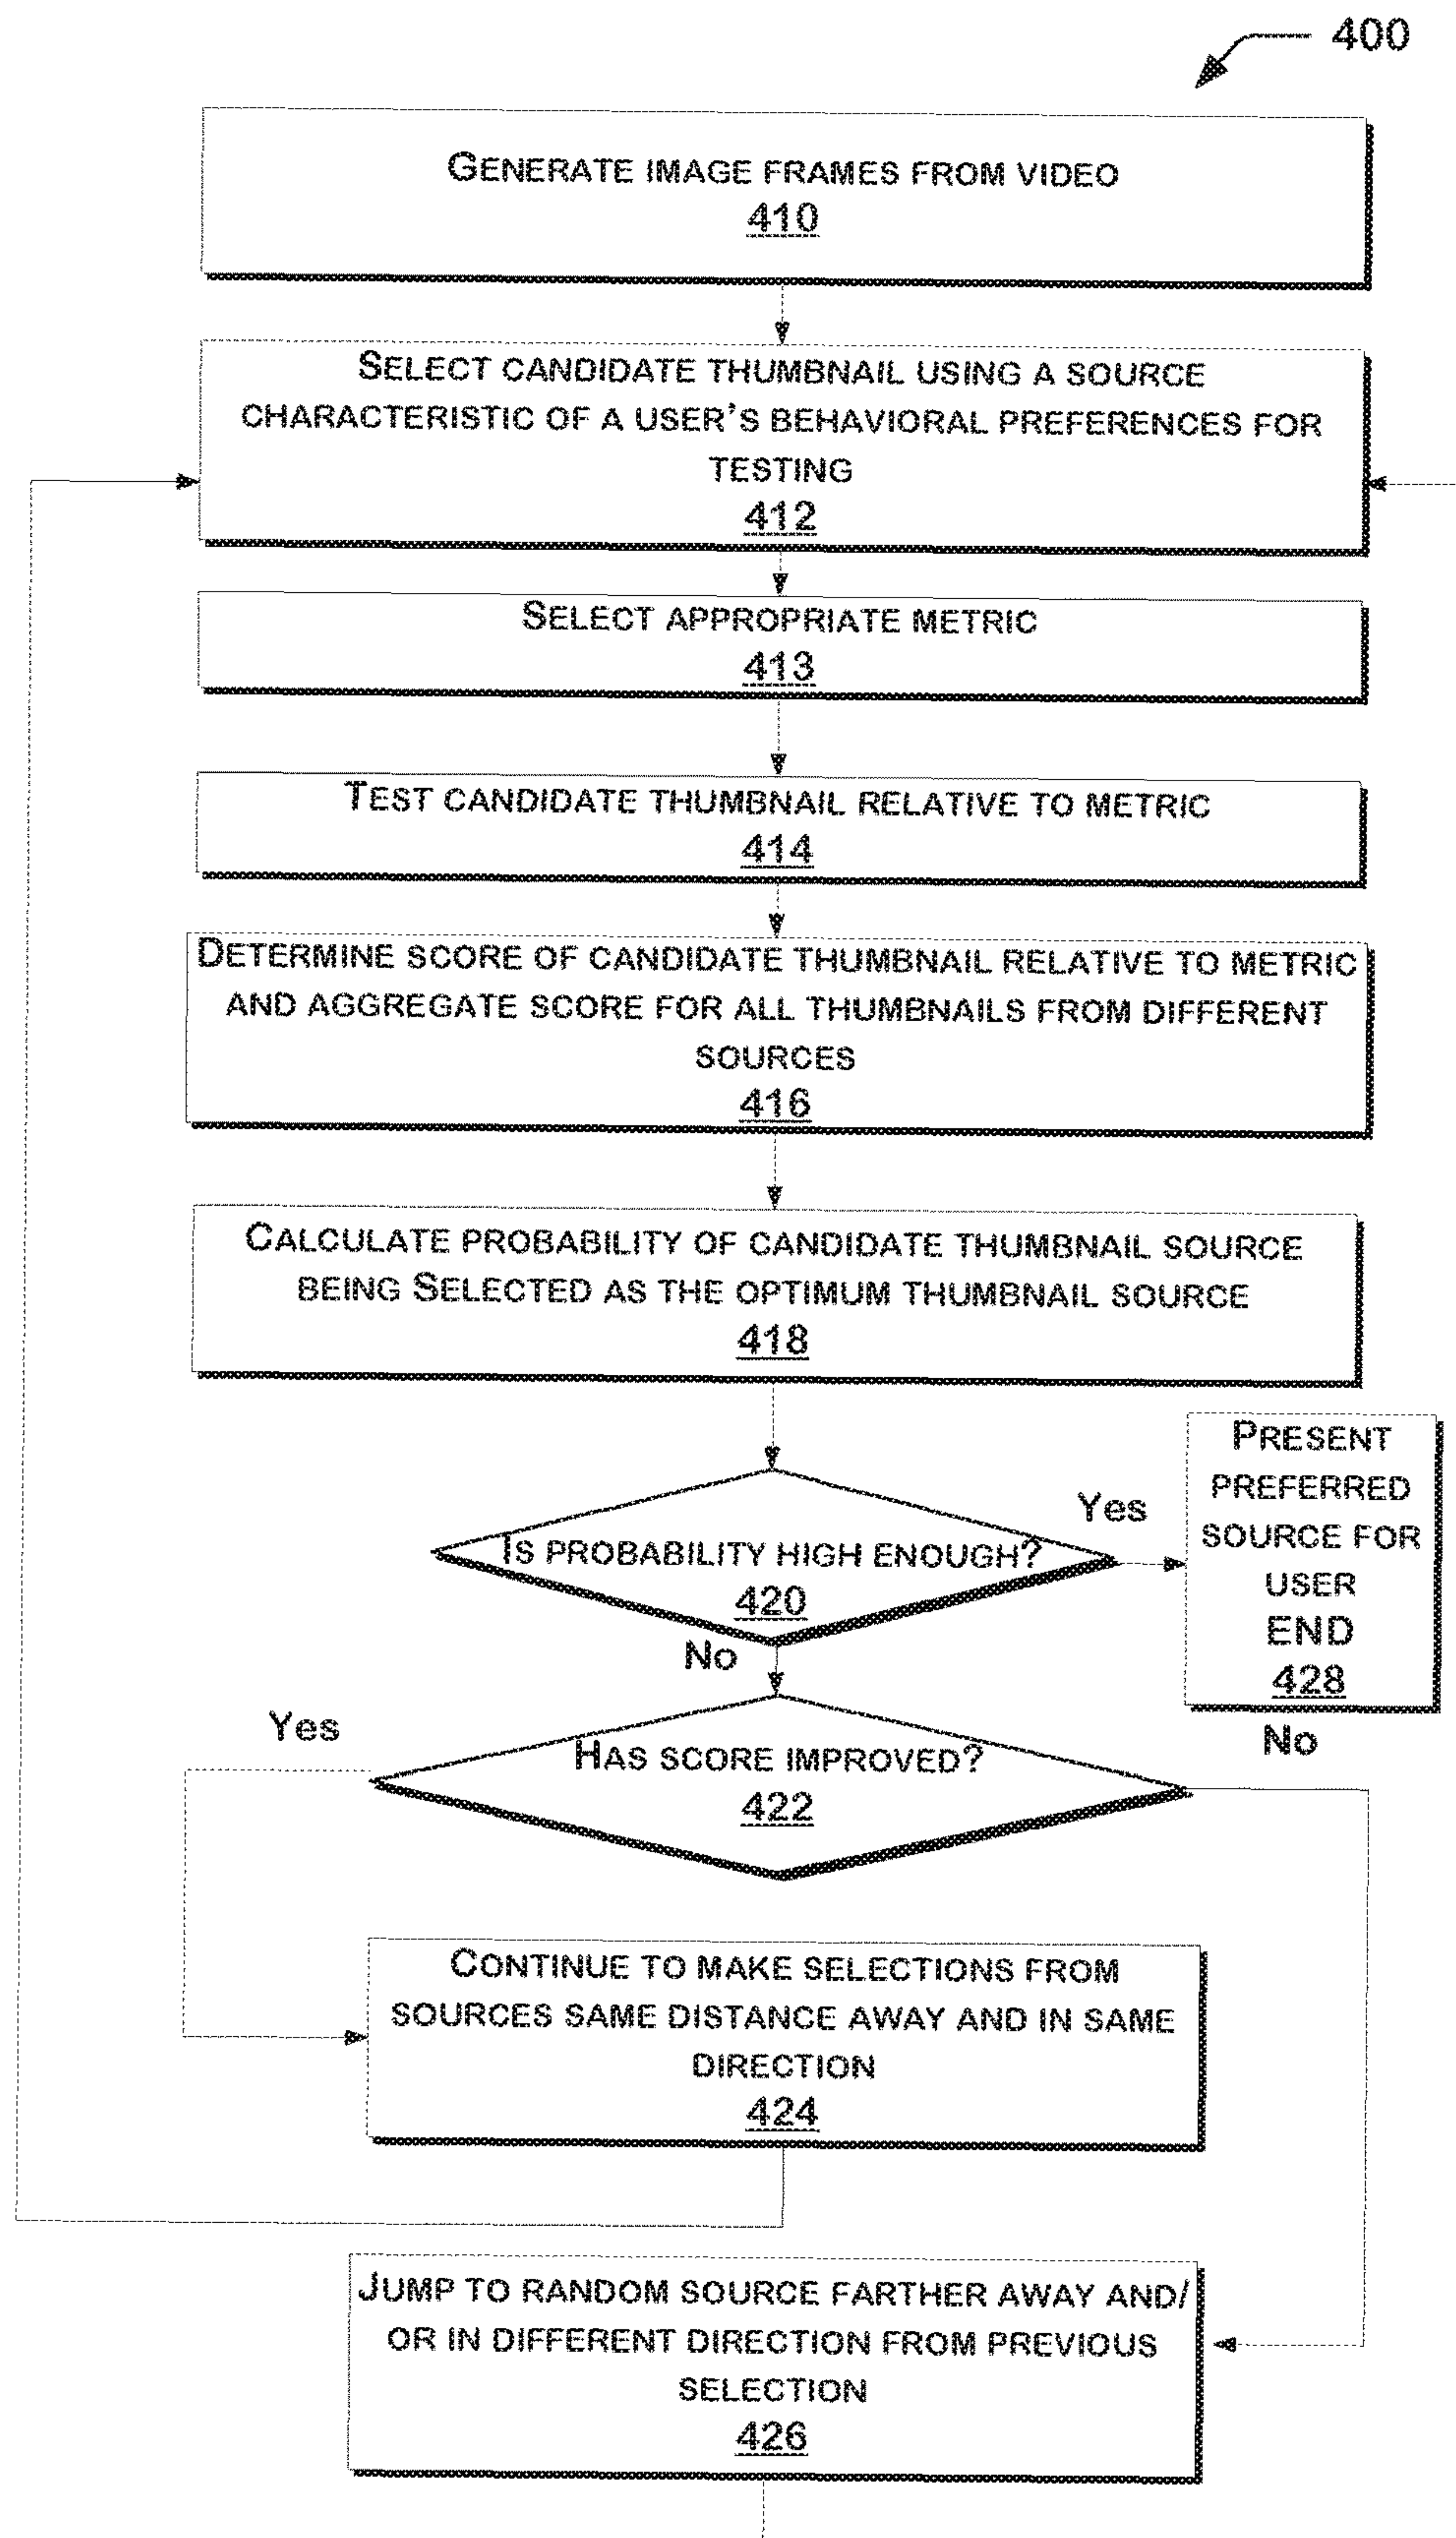 400
GENERATE IMAGE FRAMES FROM VIDEO
410
SELECT CANDIDATE THUMBNAIL USING A SOURCE
CHARACTERISTIC OF A USER'S BEHAVIORAL PREFERENCES FOR
TESTING
412
SELECT APPROPRIATE METRIC
413
TEST CANDIDATE THUMBNAIL RELATIVE TO METRIC
414
DETERMINE SCORE OF CANDIDATE THUMBNAIL RELATIVE TO METRIC
AND AGGREGATE SCORE FOR ALL THUMBNAILS FROM DIFFERENT
SOURCES
416
CALCULATE PROBABILITY OF CANDIDATE THUMBNAIL SOURCE
BEING SELECTED AS THE OPTIMUM THUMBNAIL SOURCE
418
IS PROBABILITY HIGH ENOUGH?
420
Yes
PRESENT
PREFERRED
SOURCE FOR
USER
END
428
No
HAS SCORE IMPROVED?
422
Yes
No
CONTINUE TO MAKE SELECTIONS FROM
SOURCES SAME DISTANCE AWAY AND IN SAME
DIRECTION
424
JUMP TO RANDOM SOURCE FARTHER AWAY AND/
OR IN DIFFERENT DIRECTION FROM PREVIOUS
SELECTION
426